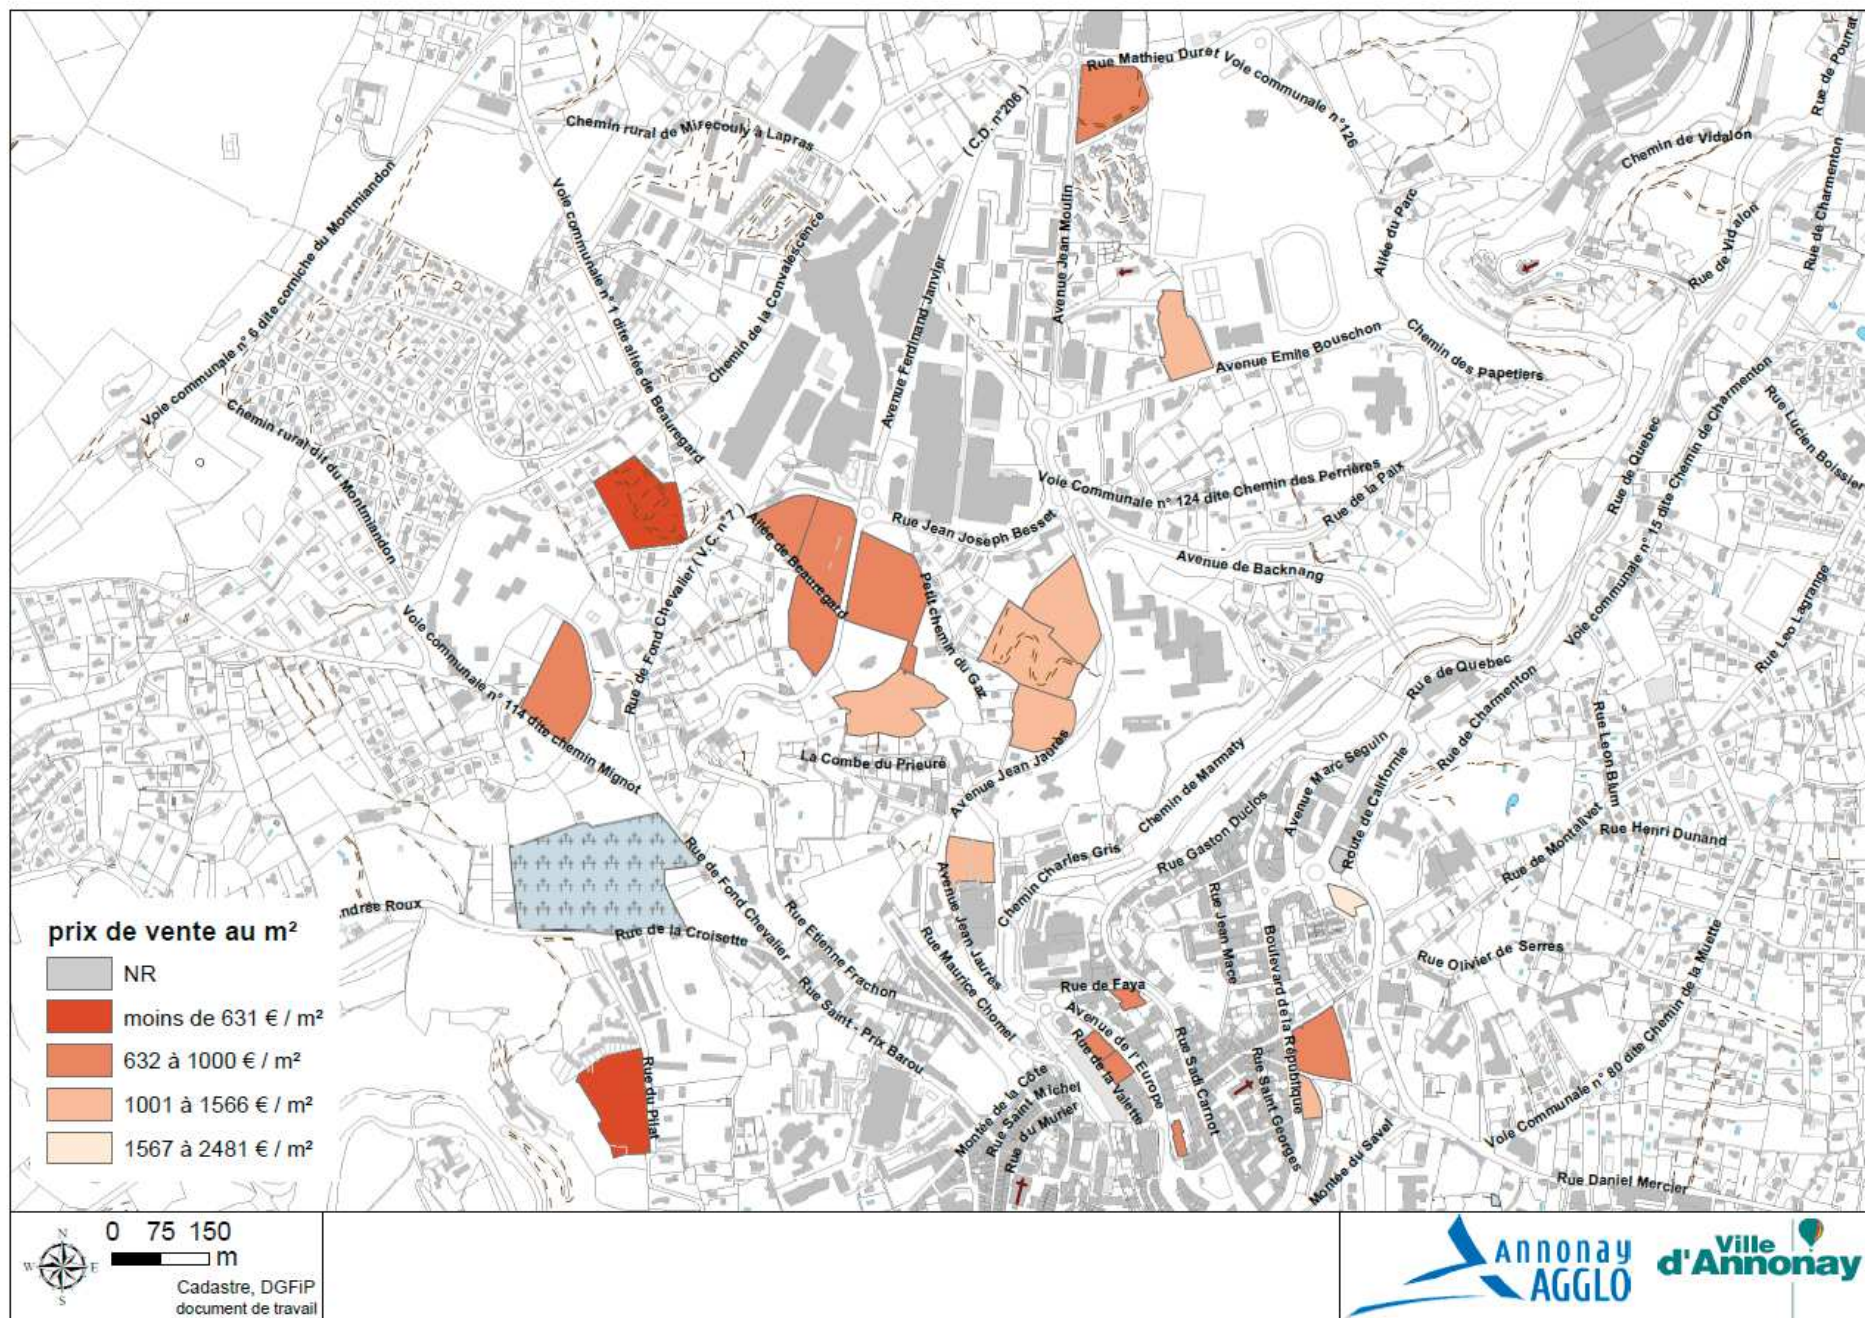 Rue Mathieu Duret Voie communale n°126
Rue de Pourrat
Chemin rural de Mirecouly à Lapras
( C.D. n°206 )
Chemin de Vidalon
Rue de Charmenton
Voie communale n° 6 dite corniche du Montmiandon
Voie communale n° 1 dite allée de Beauregard
Chemin de la Convalescence
Avenue Ferdinand Janvier
Avenue Jean Moulin
Allée du Parc
Rue de Vidalon
Avenue Emile Bouschon
Chemin des Papetiers
Chemin rural dit du Montmiandon
Rue de Quebec
Voie communale n° 15 dite Chemin de Charmenton
Rue Lucien Boissier
Voie Communale n° 124 dite Chemin des Perrières
Rue de la Paix
Rue Jean Joseph Besset
Allée de Beauregard
Rue de Fond Chevalier ( V.C. n°7 )
Avenue de Backnang
Petit chemin du Gaz
Rue Leo Lagrange
Voie communale n° 114 dite chemin Mignot
Rue de Quebec
Rue de Charmenton
Rue Leon Blum
La Combe du Prieuré
Avenue Jean Jaurès
Chemin de Marmaty
Avenue Marc Seguin
Route de Californie
Rue Gaston Duclos
Rue de Montalivet
Rue Henri Dunand
Chemin Charles Gris
Rue de Fond Chevalier
Rue Etienne Frachon
Avenue Jean Jaurès
Rue Maurice Chomel
Rue Jean Mace
Boulevard de la République
Rue Olivier de Serres
Voie Communale n° 80 dite Chemin de la Muette
ndrée Roux
Rue de la Croisette
Rue Saint - Prix Barou
Rue de Faya
Avenue de l'Europe
Rue de la Valette
Rue Sadi Carnot
Rue Saint Georges
Rue du Pilat
Montée de la Côte
Rue Saint Michel
Rue du Murier
Montée du Savel
Rue Daniel Mercier
prix de vente au m²
NR
moins de 631 € / m²
632 à 1000 € / m²
1001 à 1566 € / m²
1567 à 2481 € / m²
N
W E
S
0 75 150
m
Cadastre, DGFiP
document de travail
Annonay
AGGLO
Ville
d'Annonay